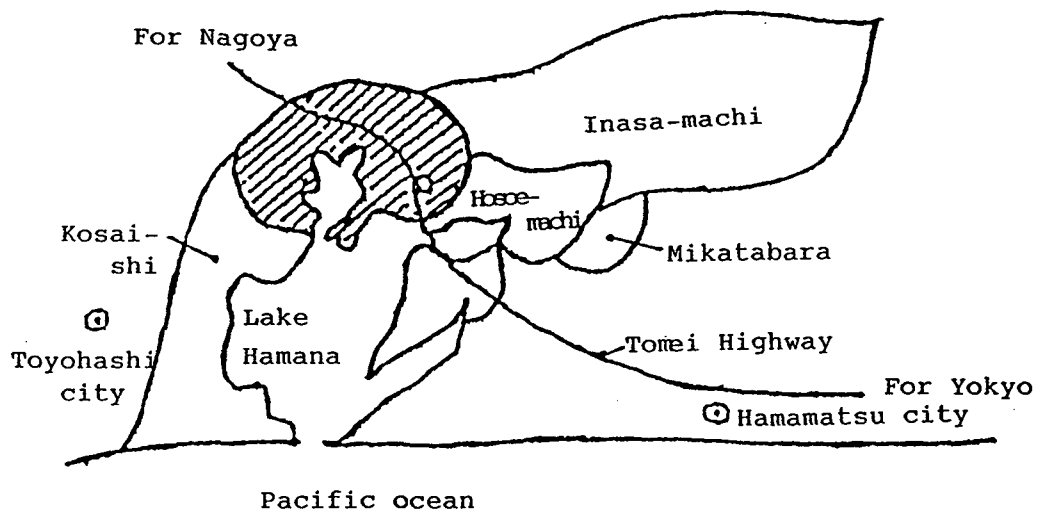 For Nagoya
Inasa-machi
Hosoe-
machi
Kosai-
shi
Mikatabara
Lake
Hamana
Toyohashi
city
Tomei Highway
For Yokyo
Hamamatsu city
Pacific ocean